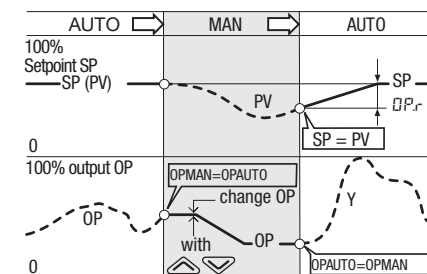 AUTO MAN AUTO
100%
Setpoint SP
SP (PV)
PV
SP
OP.r
SP = PV
0
100% output OP
OPMAN=OPAUTO
change OP
OP
Y
with
OP
0
OPAUTO=OPMAN